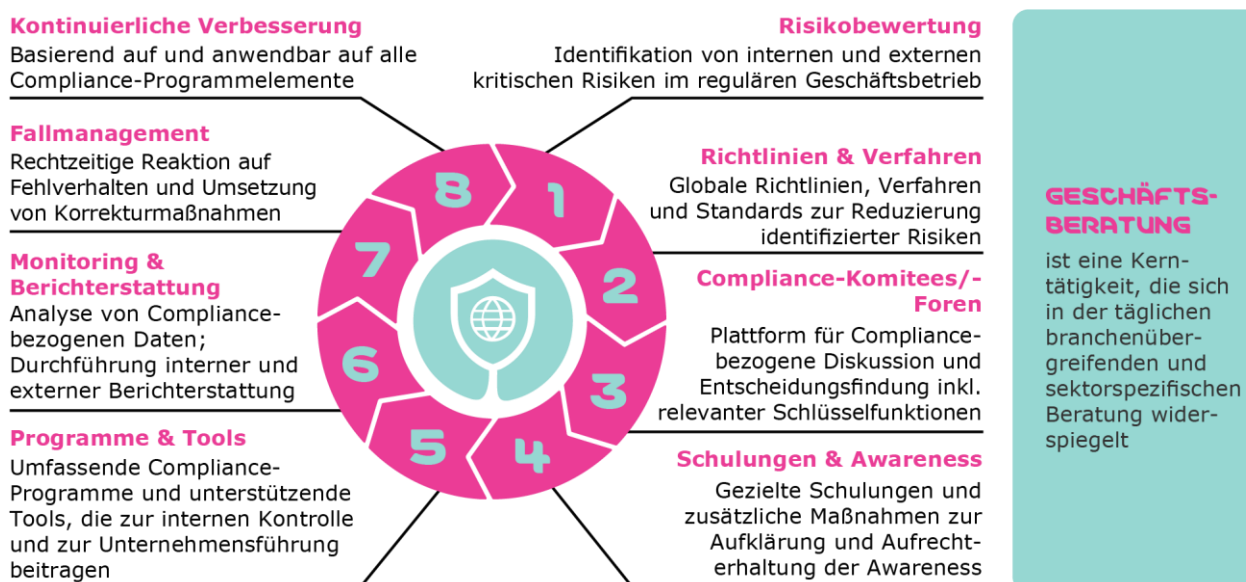 Kontinuierliche Verbesserung
Basierend auf und anwendbar auf alle
Compliance-Programmelemente
Fallmanagement
Rechtzeitige Reaktion auf
Fehlverhalten und Umsetzung
von Korrekturmaßnahmen
Monitoring &
Berichterstattung
Analyse von Compliance-
bezogenen Daten;
Durchführung interner und
externer Berichterstattung
Programme & Tools
Umfassende Compliance-
Programme und unterstützende
Tools, die zur internen Kontrolle
und zur Unternehmensführung
beitragen
8
1
7
2
6
3
5
4
Risikobewertung
Identifikation von internen und externen
kritischen Risiken im regulären Geschäftsbetrieb
Richtlinien & Verfahren
Globale Richtlinien, Verfahren
und Standards zur Reduzierung
identifizierter Risiken
Compliance-Komitees/-
Foren
Plattform für Compliance-
bezogene Diskussion und
Entscheidungsfindung inkl.
relevanter Schlüsselfunktionen
Schulungen & Awareness
Gezielte Schulungen und
zusätzliche Maßnahmen zur
Aufklärung und Aufrecht-
erhaltung der Awareness
GESCHÄFTS-
BERATUNG
ist eine Kern-
tätigkeit, die sich
in der täglichen
branchenüber-
greifenden und
sektorspezifischen
Beratung wider-
spiegelt